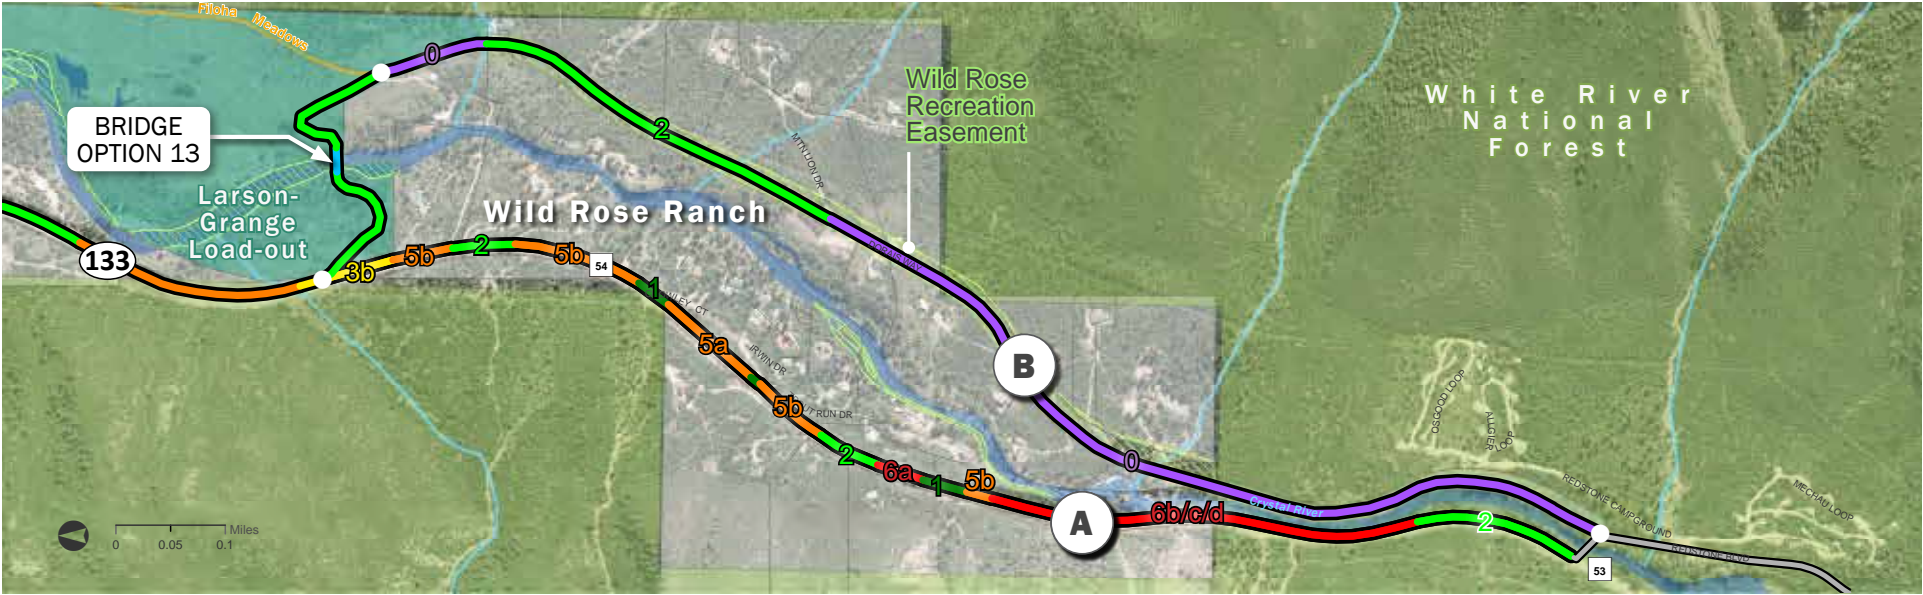 Filoha Meadows
0
BRIDGE
OPTION 13
2
Wild Rose
Recreation
Easement
White River
National
Forest
MTN LION DR
Larson-
Grange
Load-out
Wild Rose Ranch
133
3b
5b
2
5b
54
1
5a
IRWIN DR
5b
2
6a
1
5b
A
B
0
6b/c/d
Crystal River
2
OSGOOD LOOP
ALLGIER
LOOP
REDSTONE CAMPGROUND
MECHAU LOOP
REDSTONE BLVD
53
Miles
0 0.05 0.1